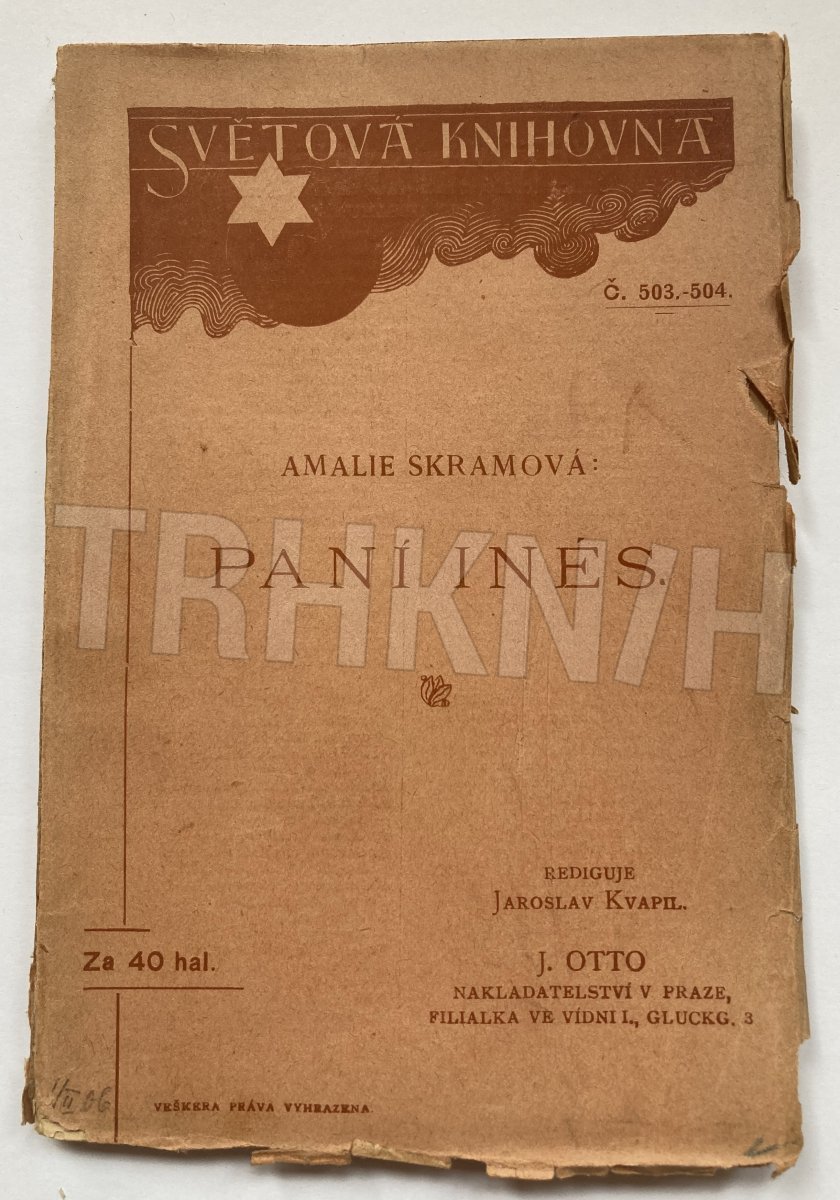 SVĚTOVÁ KNIHOVNA
Č. 503.-504.
AMALIE SKRAMOVÁ:
PANÍ INÉS.
TRHKNIH
REDIGUJE
JAROSLAV KVAPIL.
Za 40 hal.
J. OTTO
NAKLADATELSTVÍ V PRAZE,
FILIALKA VE VÍDNI I., GLUCKG. 3
VEŠKERA PRÁVA VYHRAZENA